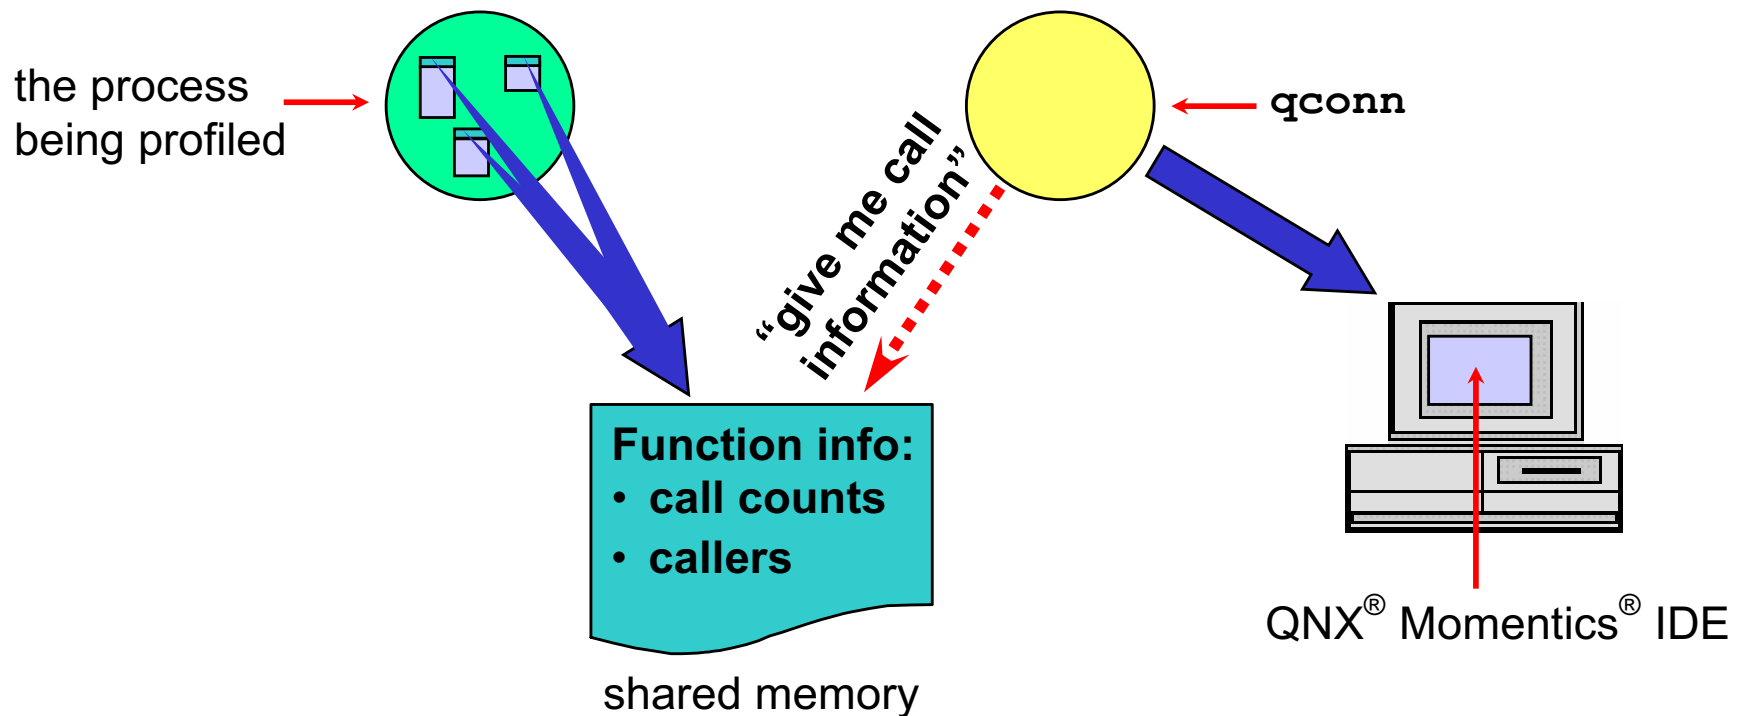 the process
being profiled
qconn
“give me call
information”
Function info:
• call counts
• callers
shared memory
QNX® Momentics® IDE